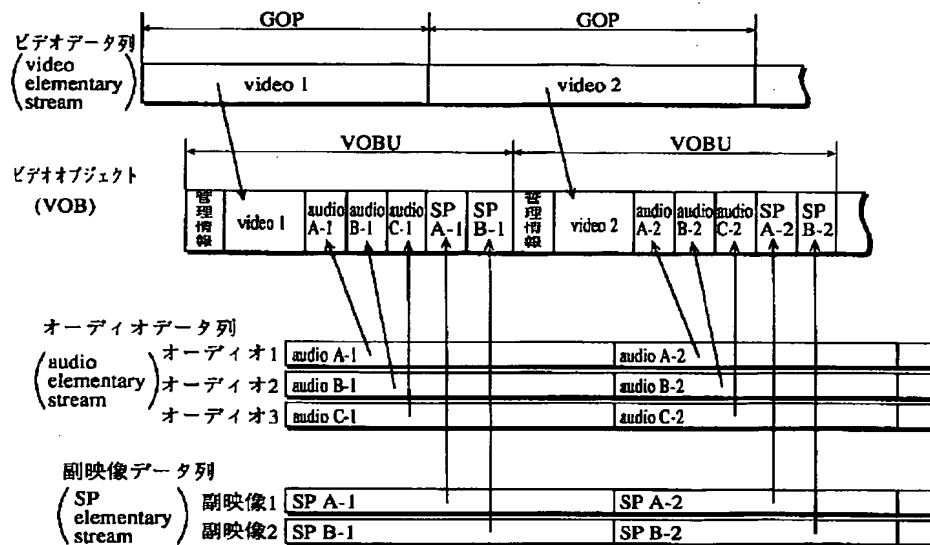 GOP GOP
ビデオデータ列
(video elementary stream)
video 1 video 2
VOBU VOBU
ビデオオブジェクト
(VOB)
管理情報 video 1 audio A-1 audio B-1 audio C-1 SP A-1 SP B-1 管理情報 video 2 audio A-2 audio B-2 audio C-2 SP A-2 SP B-2
オーディオデータ列
(audio elementary stream)
オーディオ1 audio A-1 audio A-2
オーディオ2 audio B-1 audio B-2
オーディオ3 audio C-1 audio C-2
副映像データ列
(SP elementary stream)
副映像1 SP A-1 SP A-2
副映像2 SP B-1 SP B-2